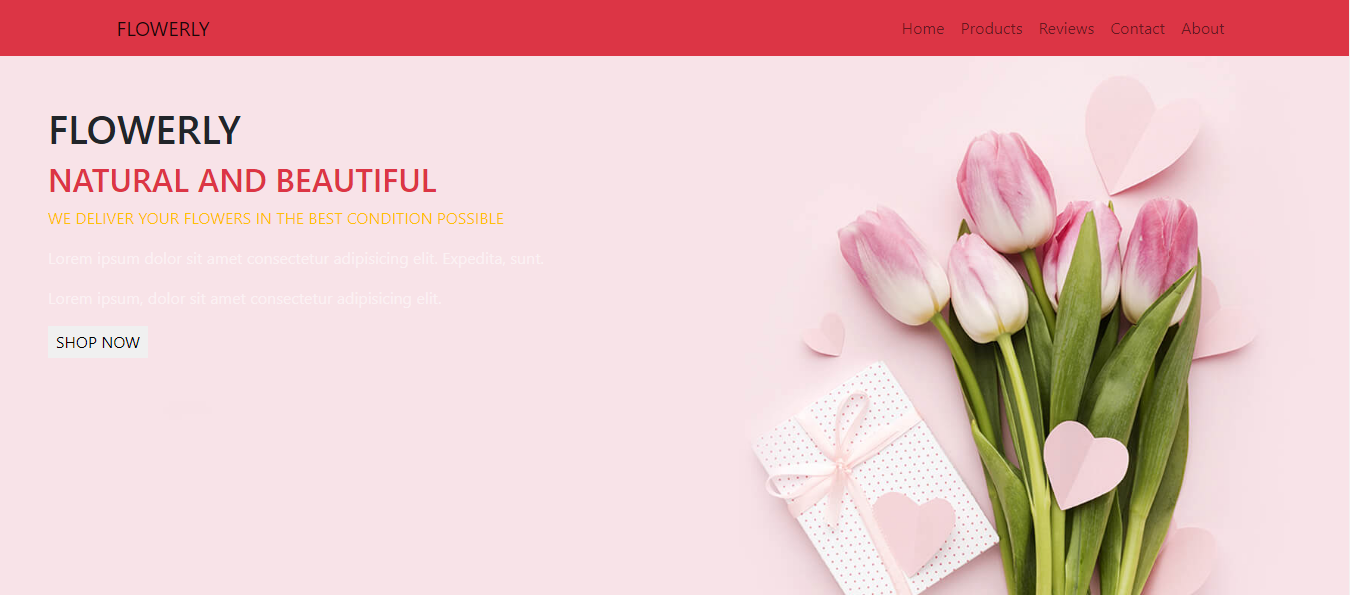 FLOWERLY
Home Products Reviews Contact About
FLOWERLY
NATURAL AND BEAUTIFUL
WE DELIVER YOUR FLOWERS IN THE BEST CONDITION POSSIBLE
Lorem ipsum dolor sit amet consectetur adipisicing elit. Expedita, sunt.
Lorem ipsum, dolor sit amet consectetur adipisicing elit.
SHOP NOW